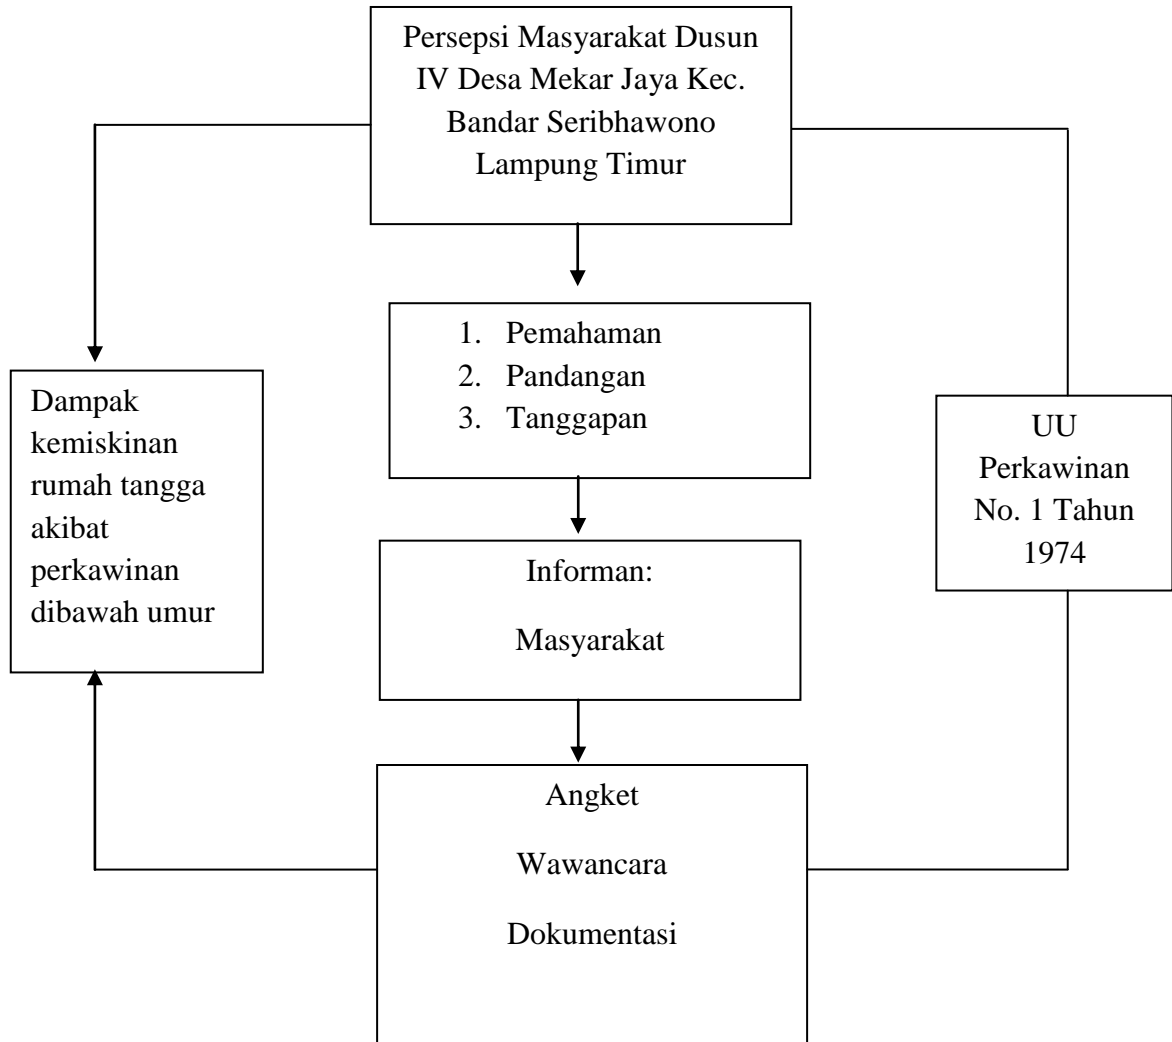 Persepsi Masyarakat Dusun
IV Desa Mekar Jaya Kec.
Bandar Seribhawono
Lampung Timur
1. Pemahaman
2. Pandangan
3. Tanggapan
Dampak
kemiskinan
rumah tangga
akibat
perkawinan
dibawah umur
UU
Perkawinan
No. 1 Tahun
1974
Informan:
Masyarakat
Angket
Wawancara
Dokumentasi